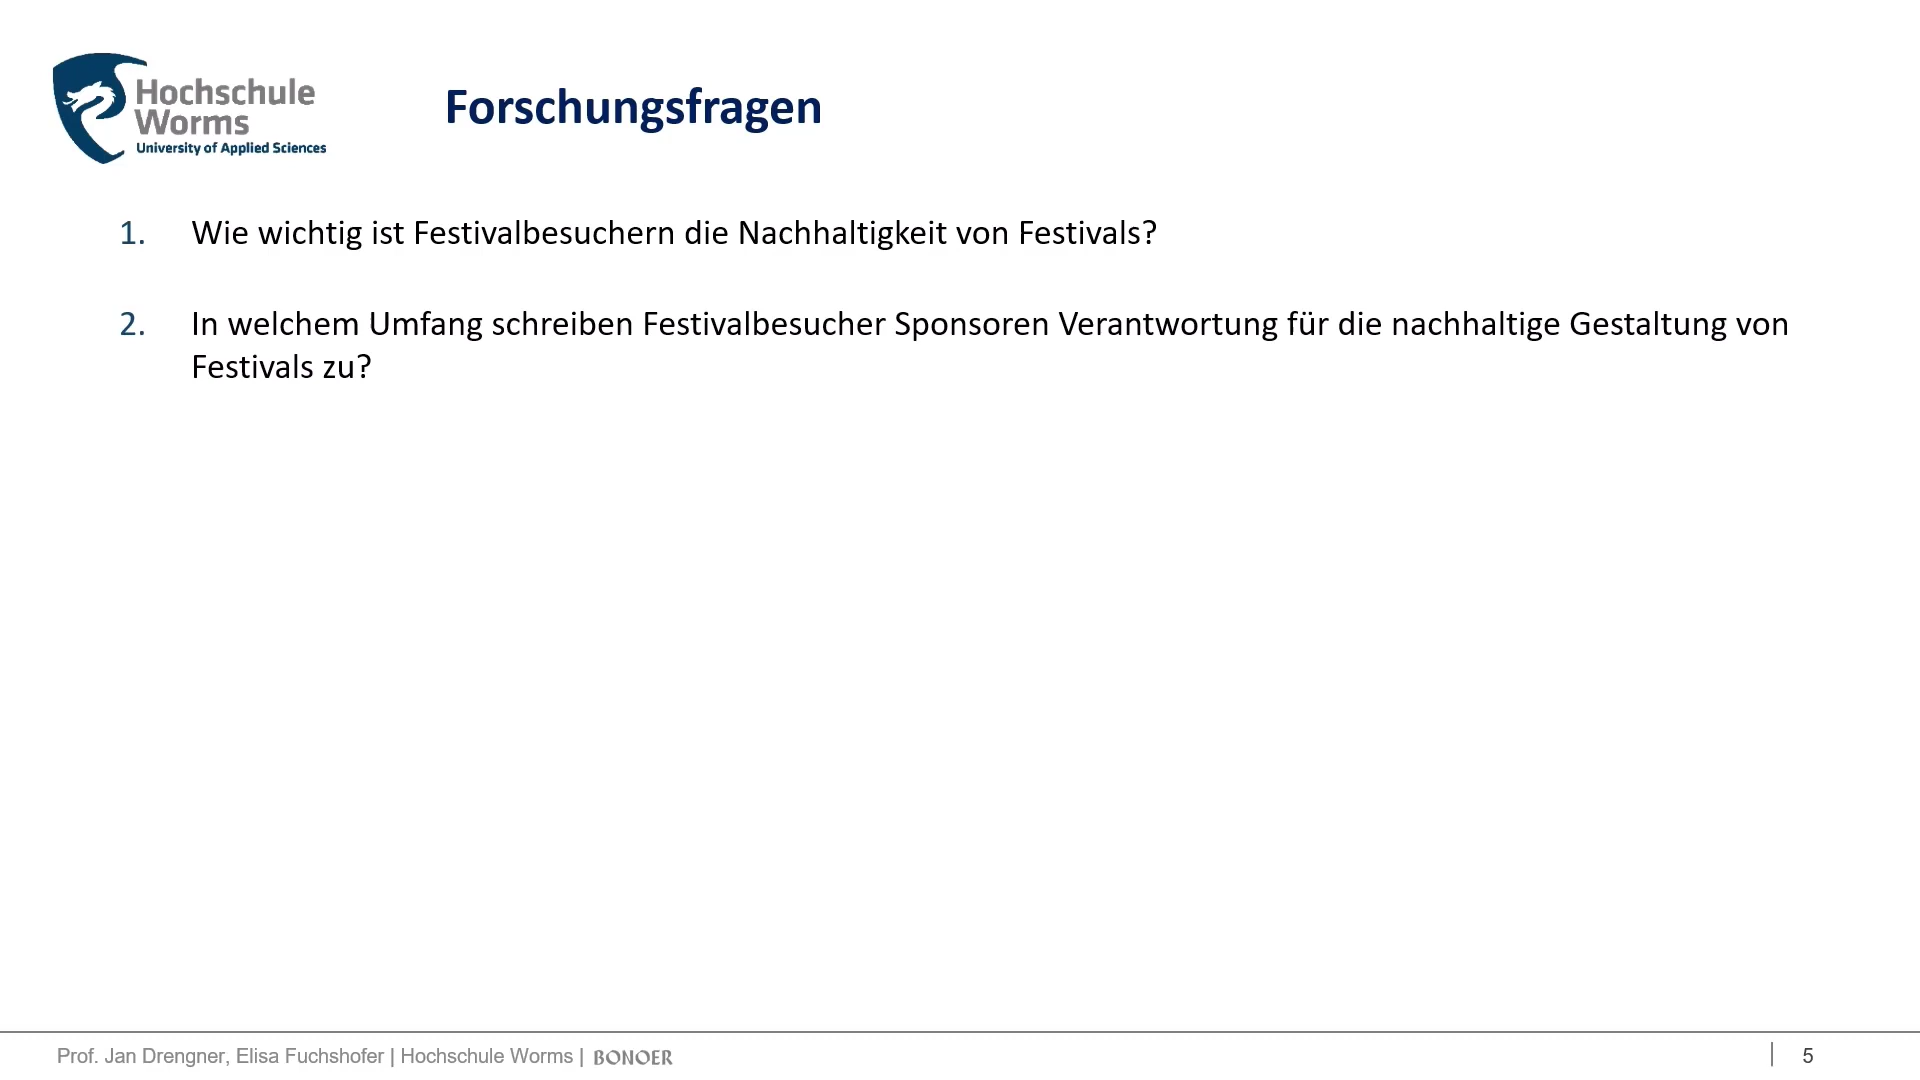 Hochschule
Worms
University of Applied Sciences
Forschungsfragen
1. Wie wichtig ist Festivalbesuchern die Nachhaltigkeit von Festivals?
2. In welchem Umfang schreiben Festivalbesucher Sponsoren Verantwortung für die nachhaltige Gestaltung von
Festivals zu?
Prof. Jan Drengner, Elisa Fuchshofer | Hochschule Worms | BONOER
5